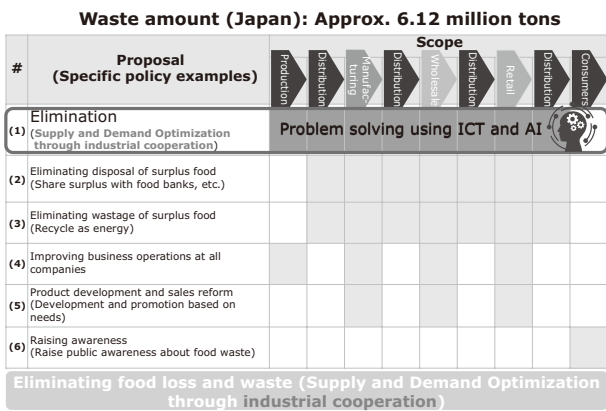 Waste amount (Japan): Approx. 6.12 million tons
#
Proposal
(Specific policy examples)
Scope
Production
Distribution
Manufac-
turing
Distribution
Wholesale
Distribution
Retail
Distribution
Consumers
(1)
Elimination
(Supply and Demand Optimization
through industrial cooperation)
Problem solving using ICT and AI
(2)
Eliminating disposal of surplus food
(Share surplus with food banks, etc.)
(3)
Eliminating wastage of surplus food
(Recycle as energy)
(4)
Improving business operations at all
companies
(5)
Product development and sales reform
(Development and promotion based on
needs)
(6)
Raising awareness
(Raise public awareness about food waste)
Eliminating food loss and waste (Supply and Demand Optimization
through industrial cooperation)